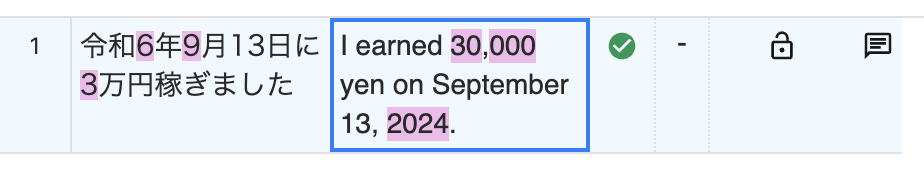 1
令和6年9月13日に
3万円稼ぎました
I earned 30,000
yen on September
13, 2024.
-